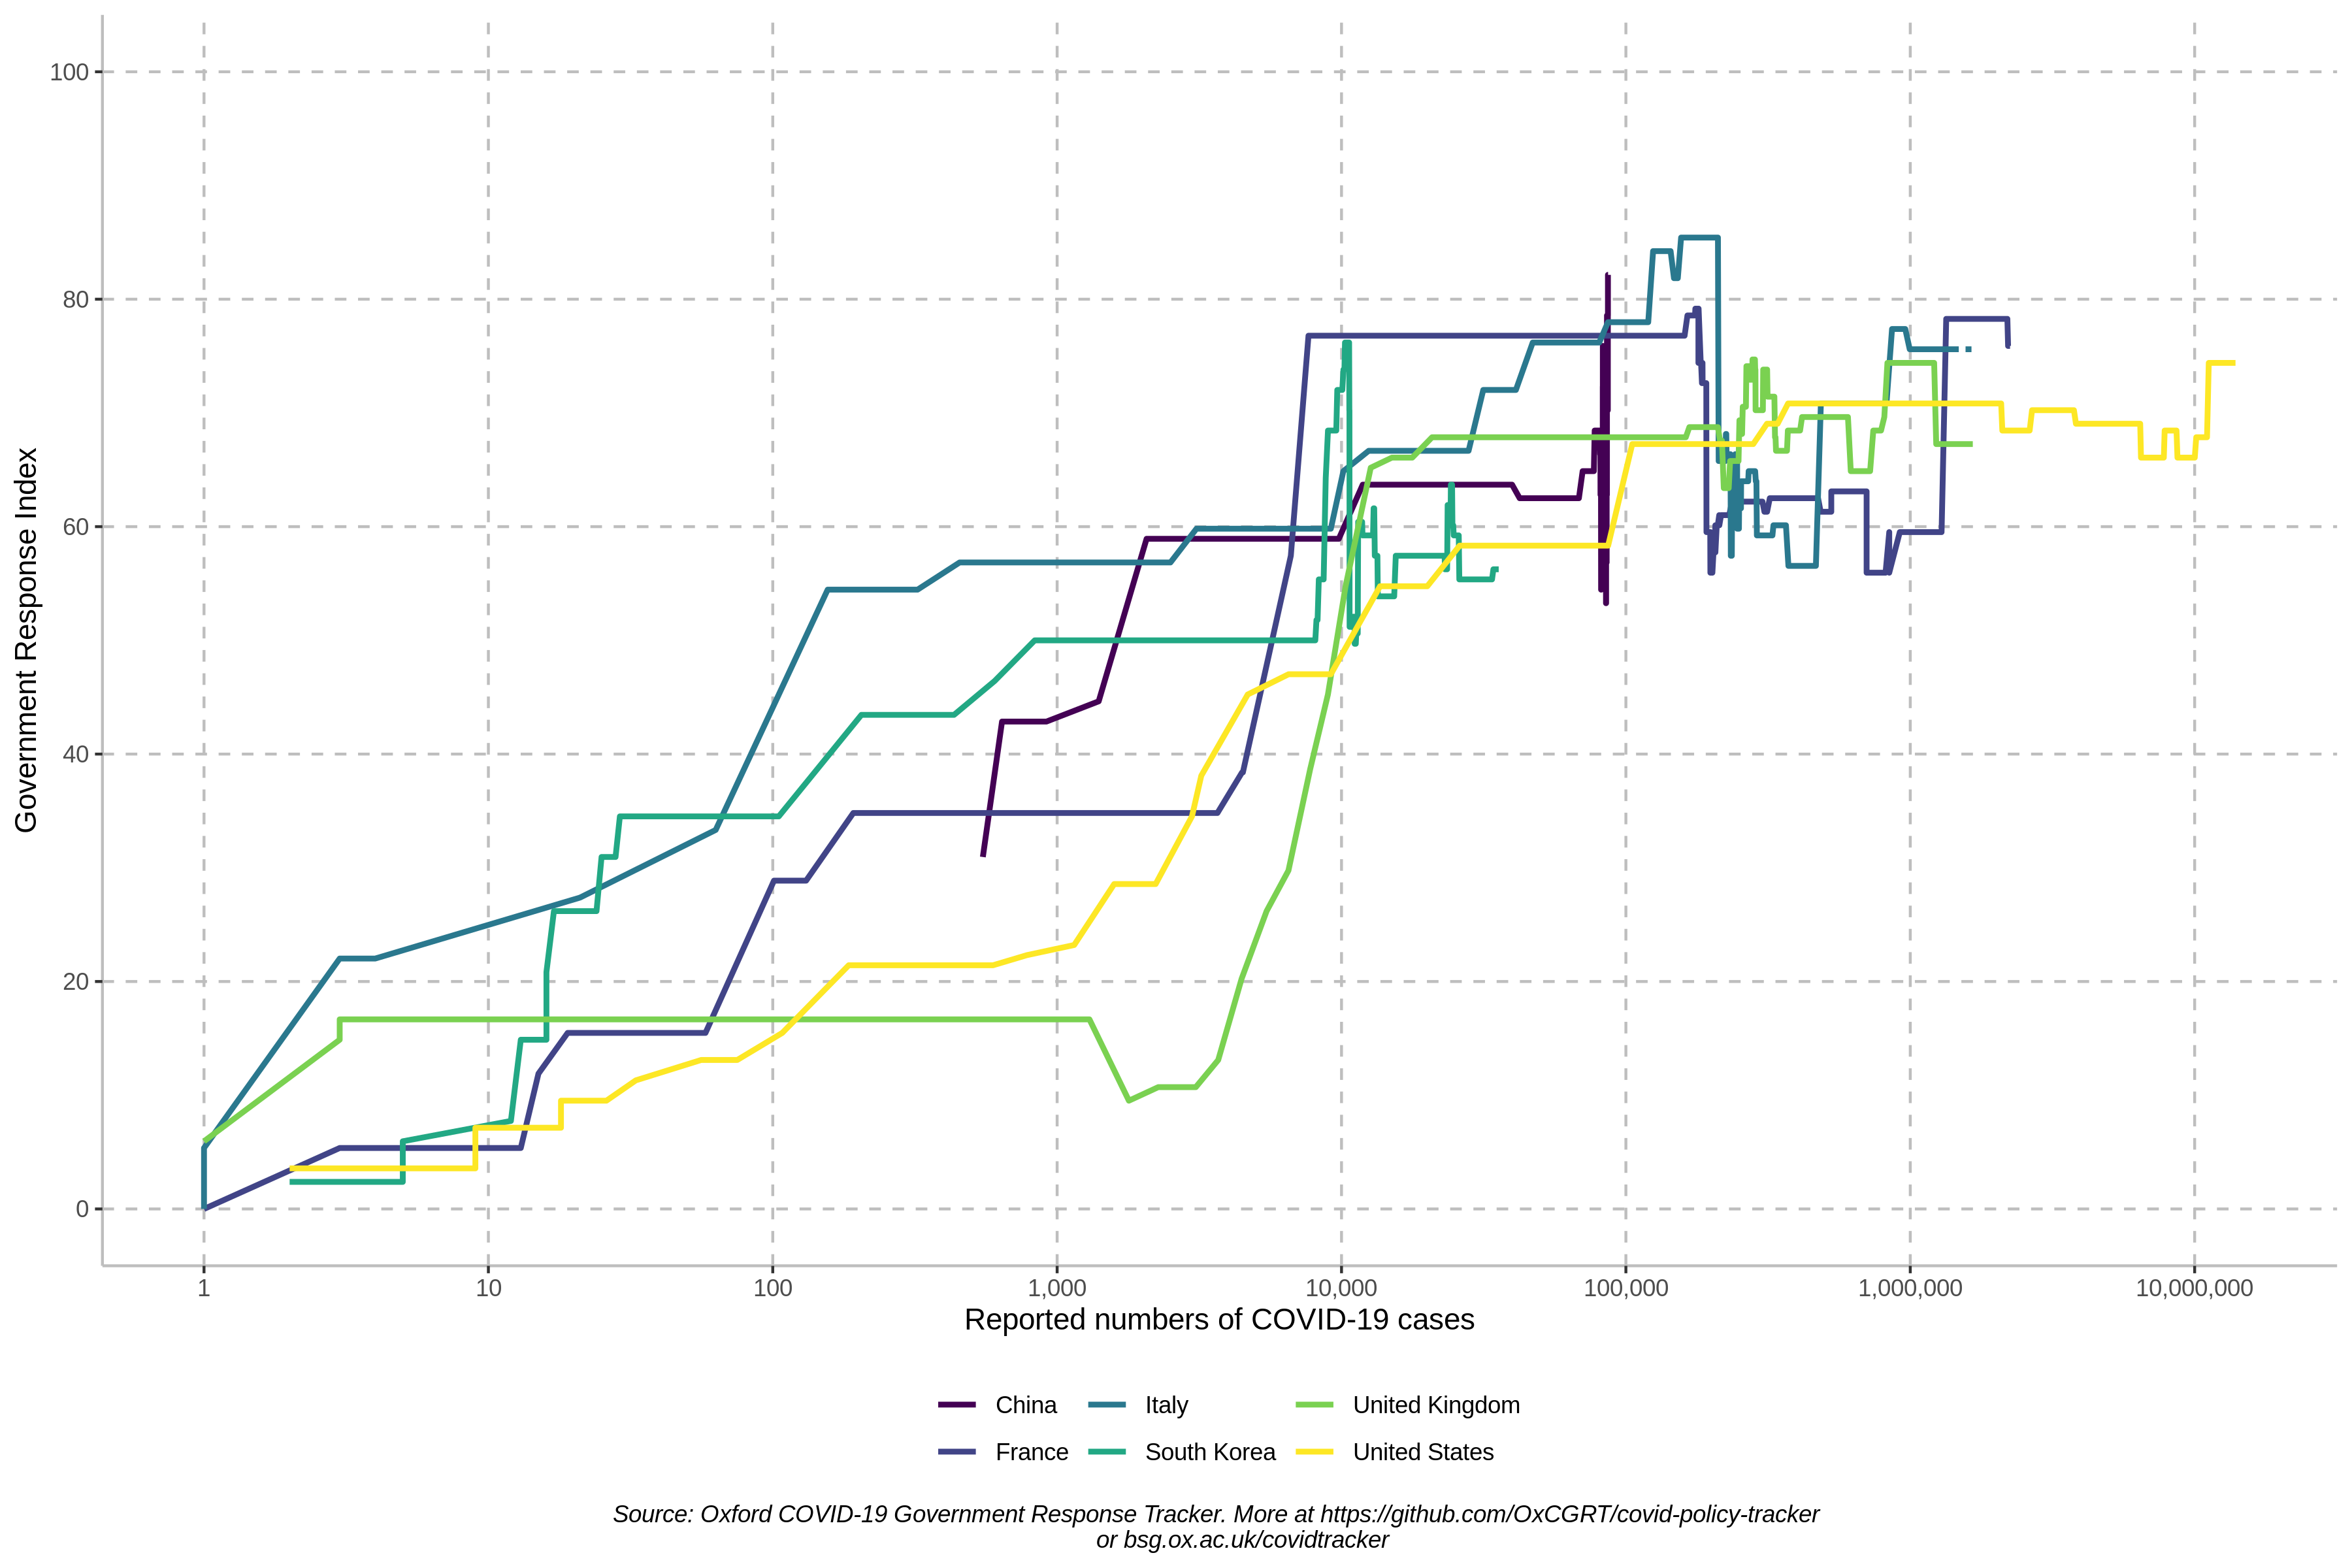 100
80
60
40
20
0
Government Response Index
1 10 100 1,000 10,000 100,000 1,000,000 10,000,000
Reported numbers of COVID-19 cases
China Italy United Kingdom
France South Korea United States
Source: Oxford COVID-19 Government Response Tracker. More at https://github.com/OxCGRT/covid-policy-tracker
or bsg.ox.ac.uk/covidtracker